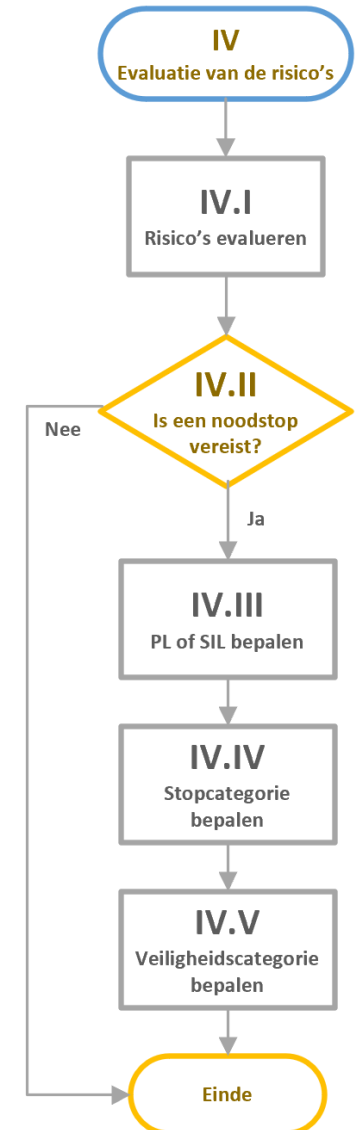 IV
Evaluatie van de risico's
IV.I
Risico's evalueren
IV.II
Is een noodstop
vereist?
Nee
Ja
IV.III
PL of SIL bepalen
IV.IV
Stopcategorie
bepalen
IV.V
Veiligheidscategorie
bepalen
Einde